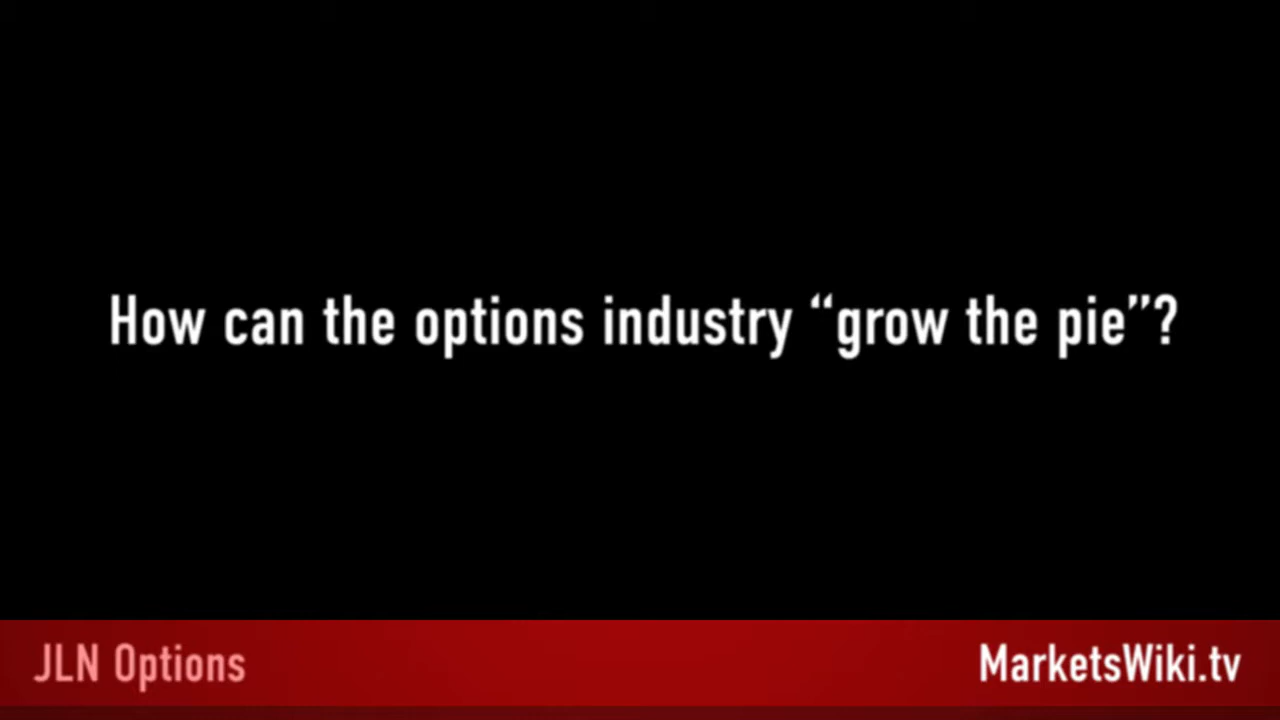 How can the options industry “grow the pie”?
JLN Options
MarketsWiki.tv